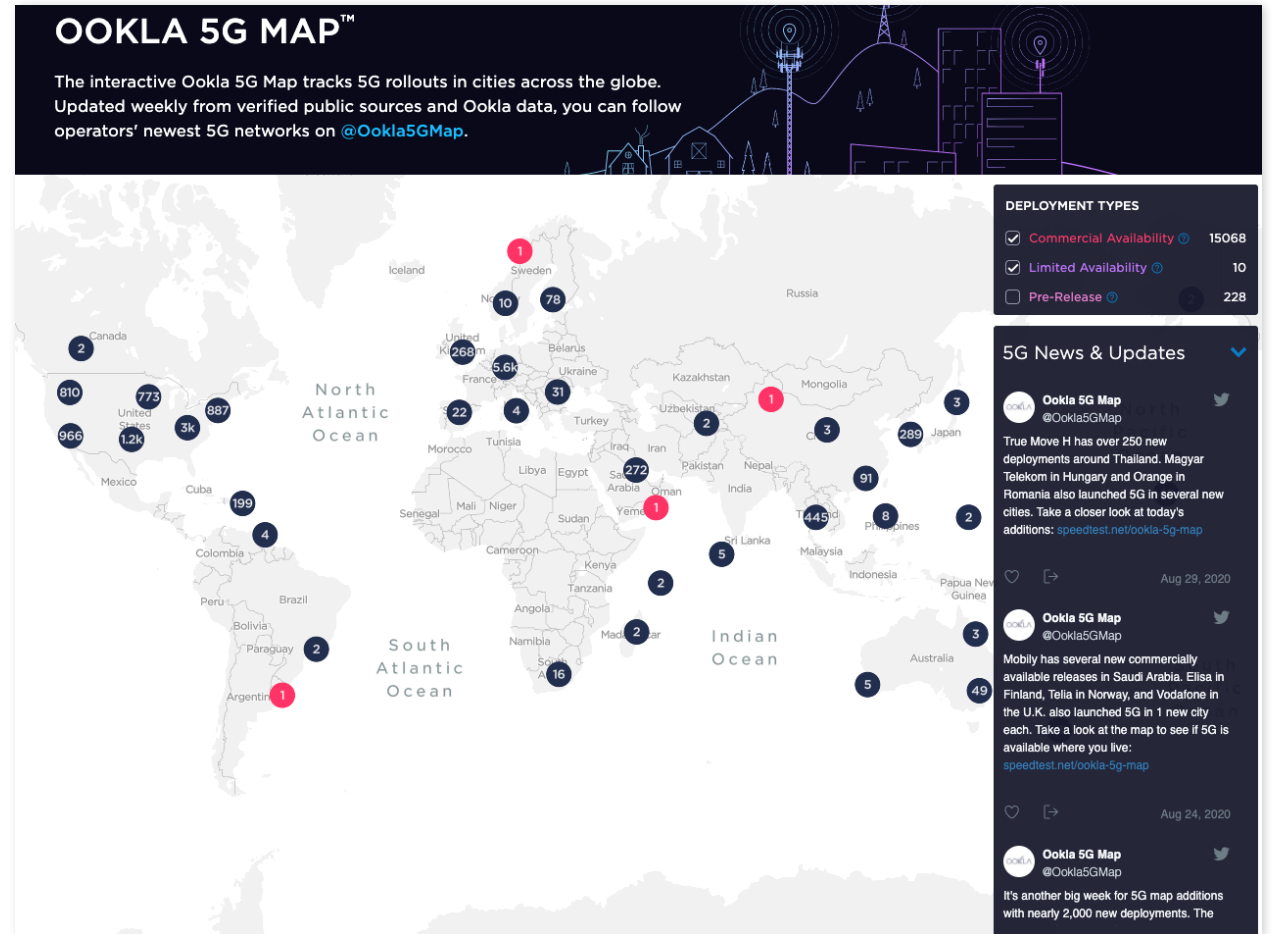 OOKLA 5G MAP™
The interactive Ookla 5G Map tracks 5G rollouts in cities across the globe.
Updated weekly from verified public sources and Ookla data, you can follow
operators' newest 5G networks on @Ookla5GMap.
DEPLOYMENT TYPES
Commercial Availability 15068
Limited Availability 10
Pre-Release 228
1
Iceland
Sweden
Russia
10
78
2
Canada
2
United
268
Belarus
5.6k
France
Ukraine
Kazakhstan
Mongolia
810
773
887
United
States
3k
966
1.2k
North
Atlantic
Ocean
22
4
31
1
Uzbekistan
2
3
3
289
Japan
Turkey
Morocco
Tunisia
Iraq
Iran
Mexico
Cuba
Libya
Egypt
272
Arabia
Pakistan
Nepal
91
199
Senegal
Mali
Niger
Oman
1
India
445
8
2
4
Sudan
Colombia
Cameroon
Sri Lanka
5
Malaysia
Kenya
Indonesia
Papua New
Guinea
Peru
Brazil
Tanzania
2
Angola
Bolivia
2
3
Paraguay
2
South
Atlantic
Ocean
Namibia
Indian
Ocean
Australia
16
5
49
1
5G News & Updates
OOKLA
Ookla 5G Map
@Ookla5GMap
True Move H has over 250 new
deployments around Thailand. Magyar
Telekom in Hungary and Orange in
Romania also launched 5G in several new
cities. Take a closer look at today's
additions: speedtest.net/ookla-5g-map
Aug 29, 2020
OOKLA
Ookla 5G Map
@Ookla5GMap
Mobily has several new commercially
available releases in Saudi Arabia. Elisa in
Finland, Telia in Norway, and Vodafone in
the U.K. also launched 5G in 1 new city
each. Take a look at the map to see if 5G is
available where you live:
speedtest.net/ookla-5g-map
Aug 24, 2020
OOKLA
Ookla 5G Map
@Ookla5GMap
It's another big week for 5G map additions
with nearly 2,000 new deployments. The